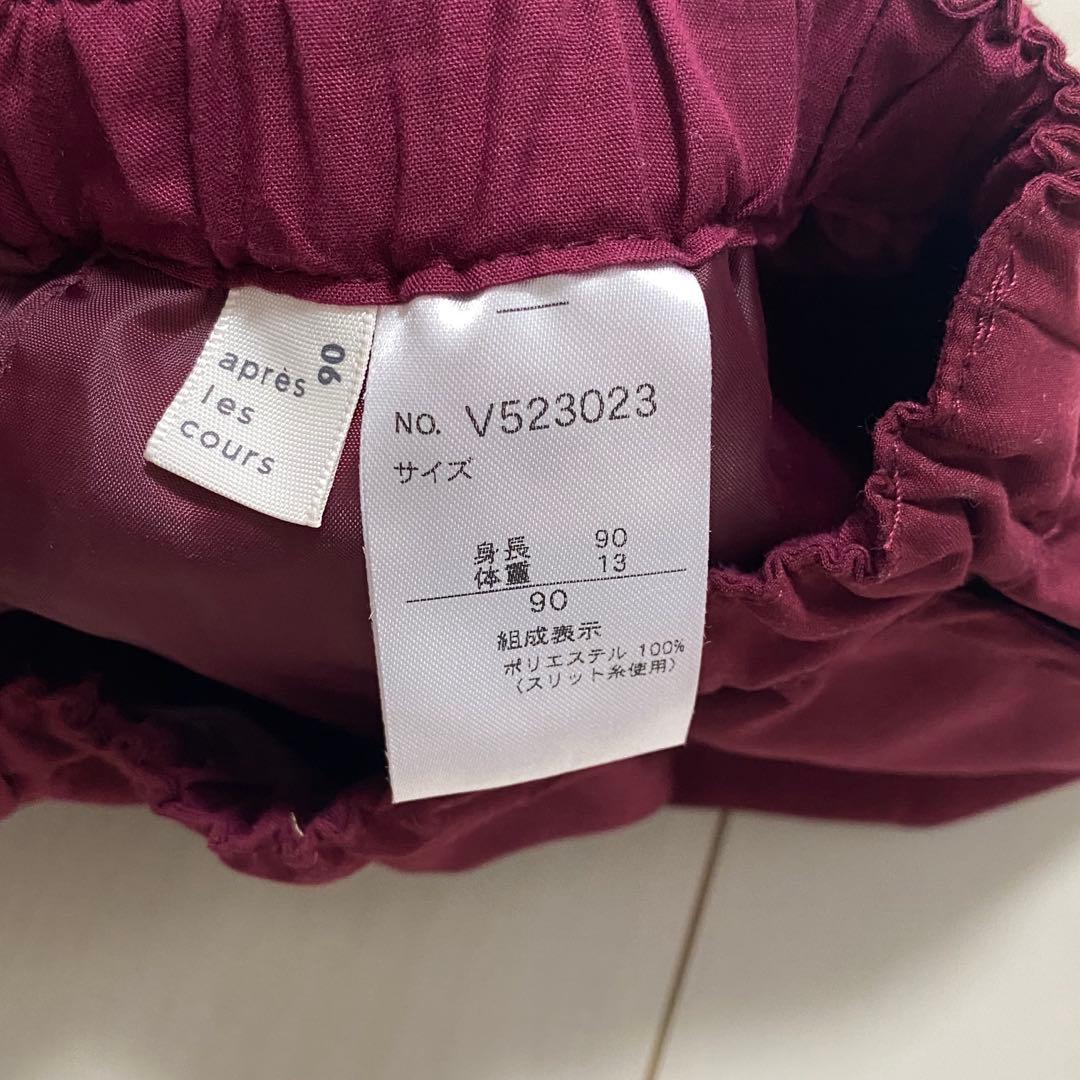 après
les
cours
90
NO. V523023
サイズ
身長 90
体重 13
90
組成表示
ポリエステル 100%
(スリット糸使用)